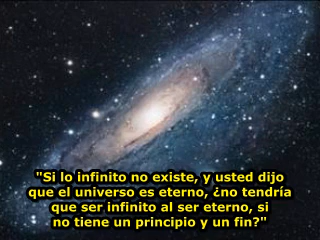 "Si lo infinito no existe, y usted dijo
que el universo es eterno, ¿no tendría
que ser infinito al ser eterno, si
no tiene un principio y un fin?"